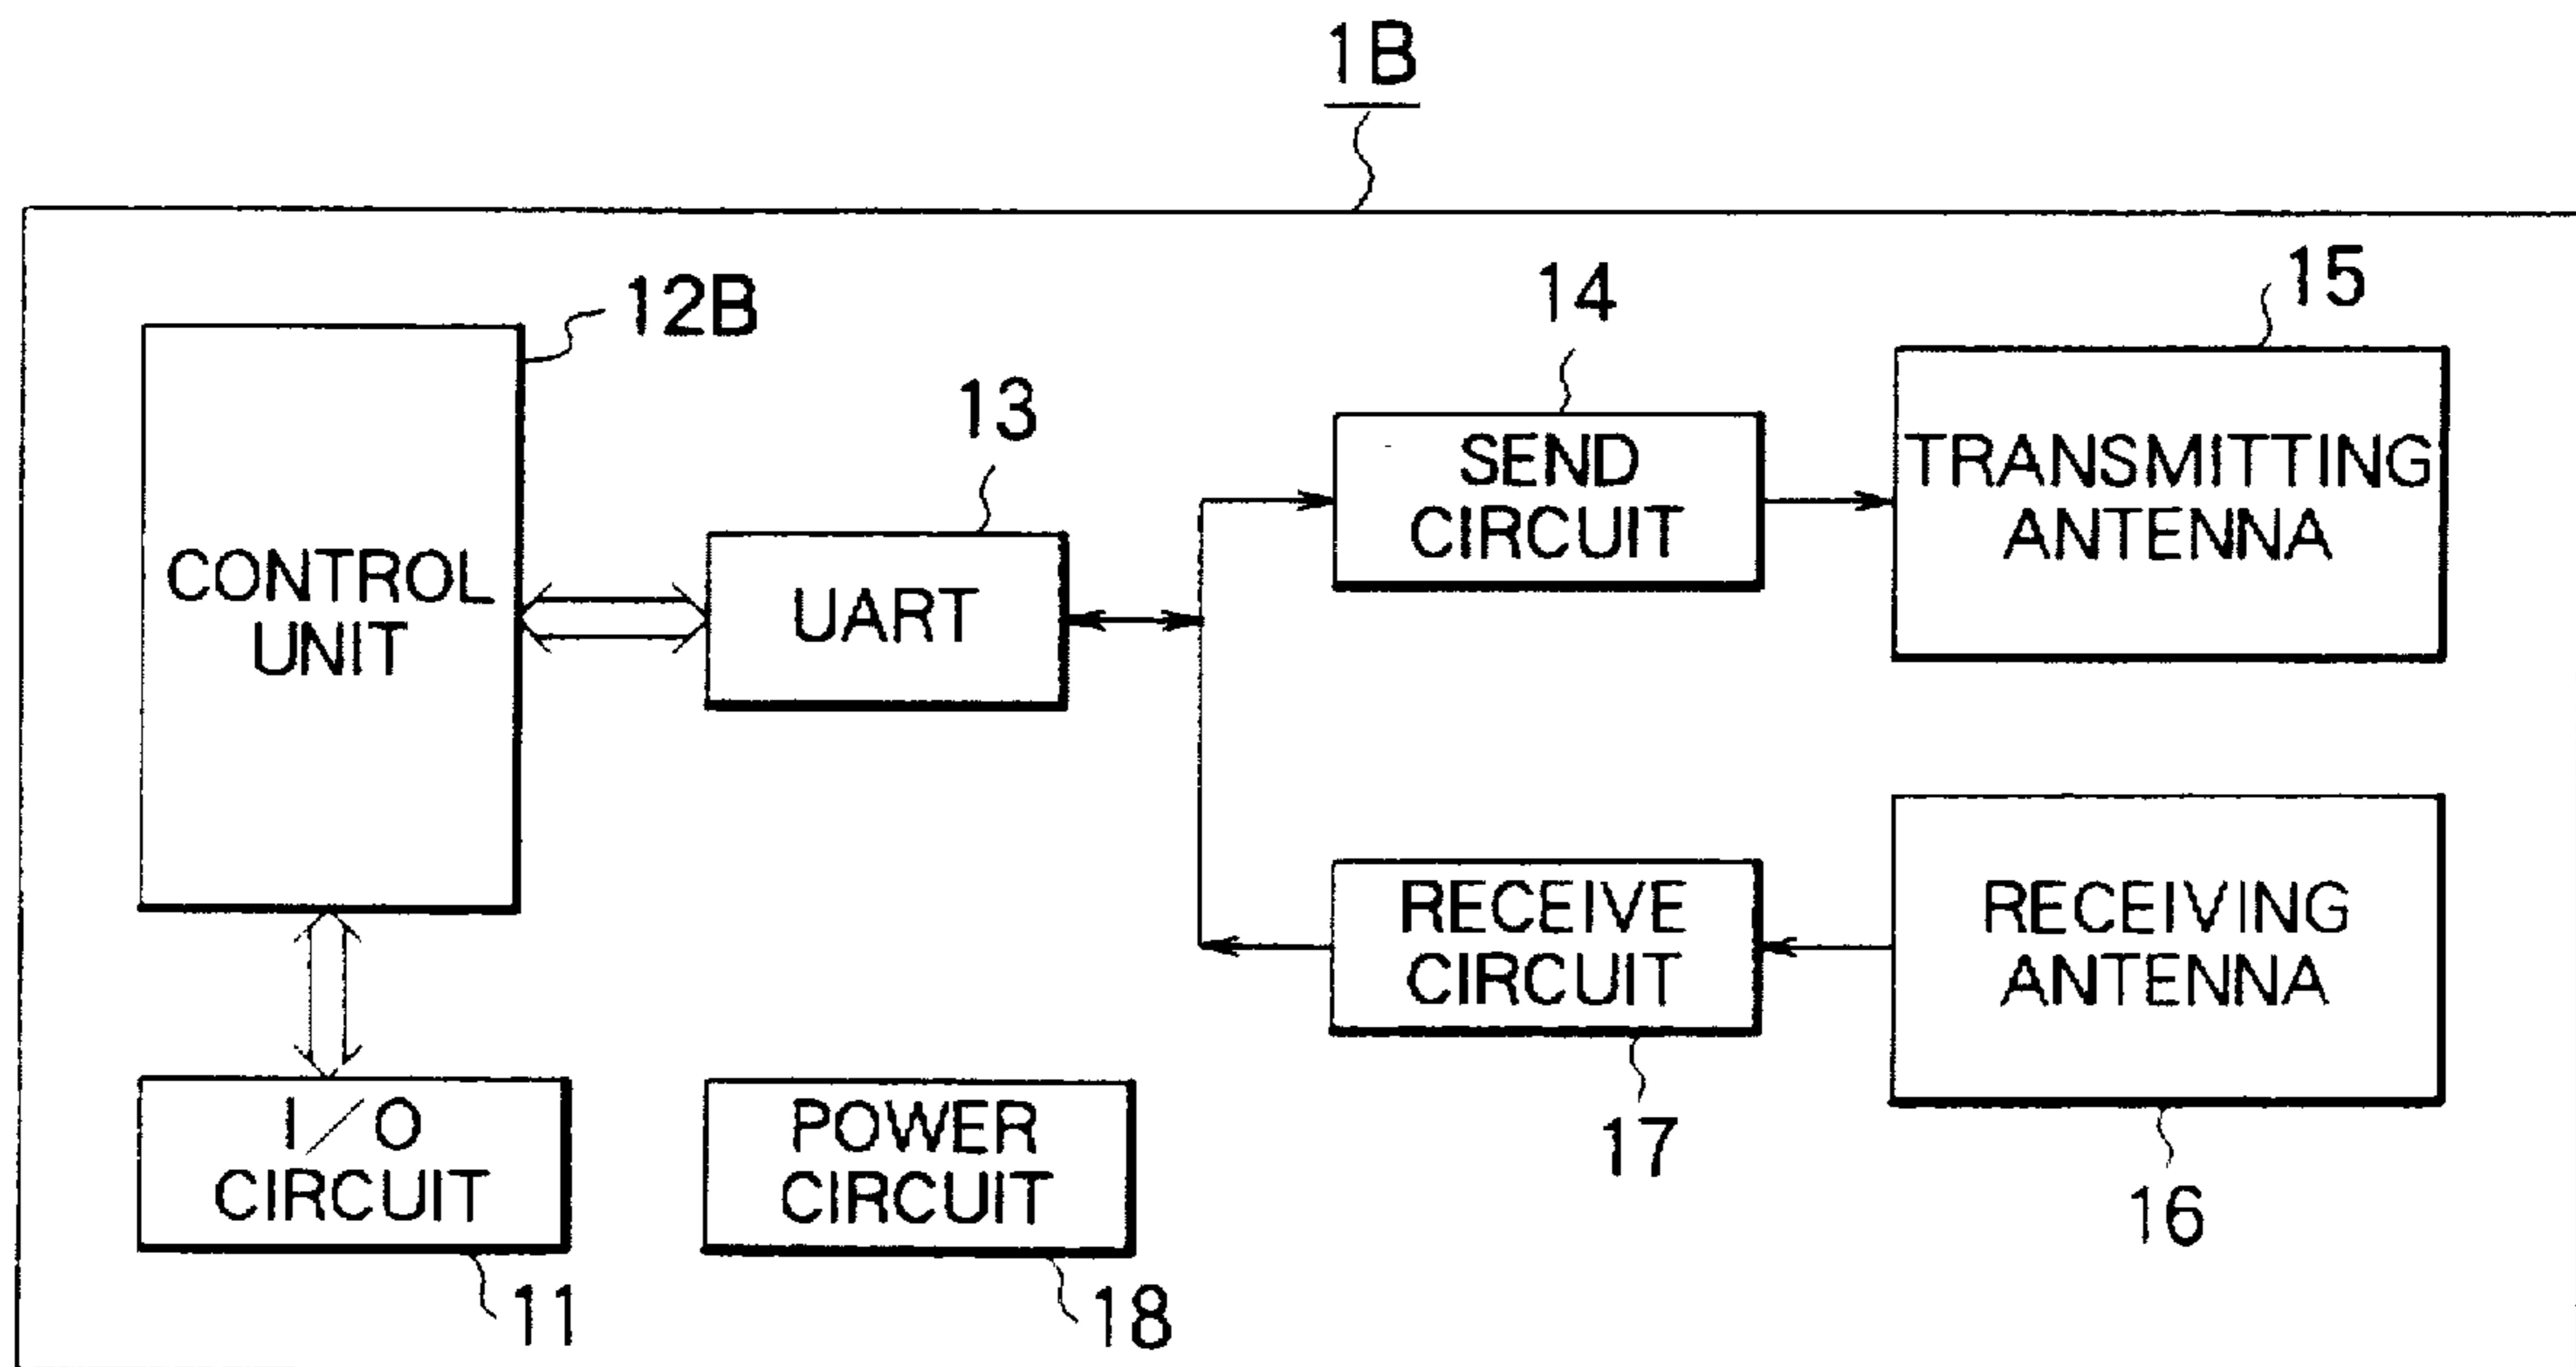 1B
12B
CONTROL
UNIT
13
UART
14
SEND
CIRCUIT
15
TRANSMITTING
ANTENNA
RECEIVE
CIRCUIT
17
RECEIVING
ANTENNA
16
I/O
CIRCUIT
11
POWER
CIRCUIT
18